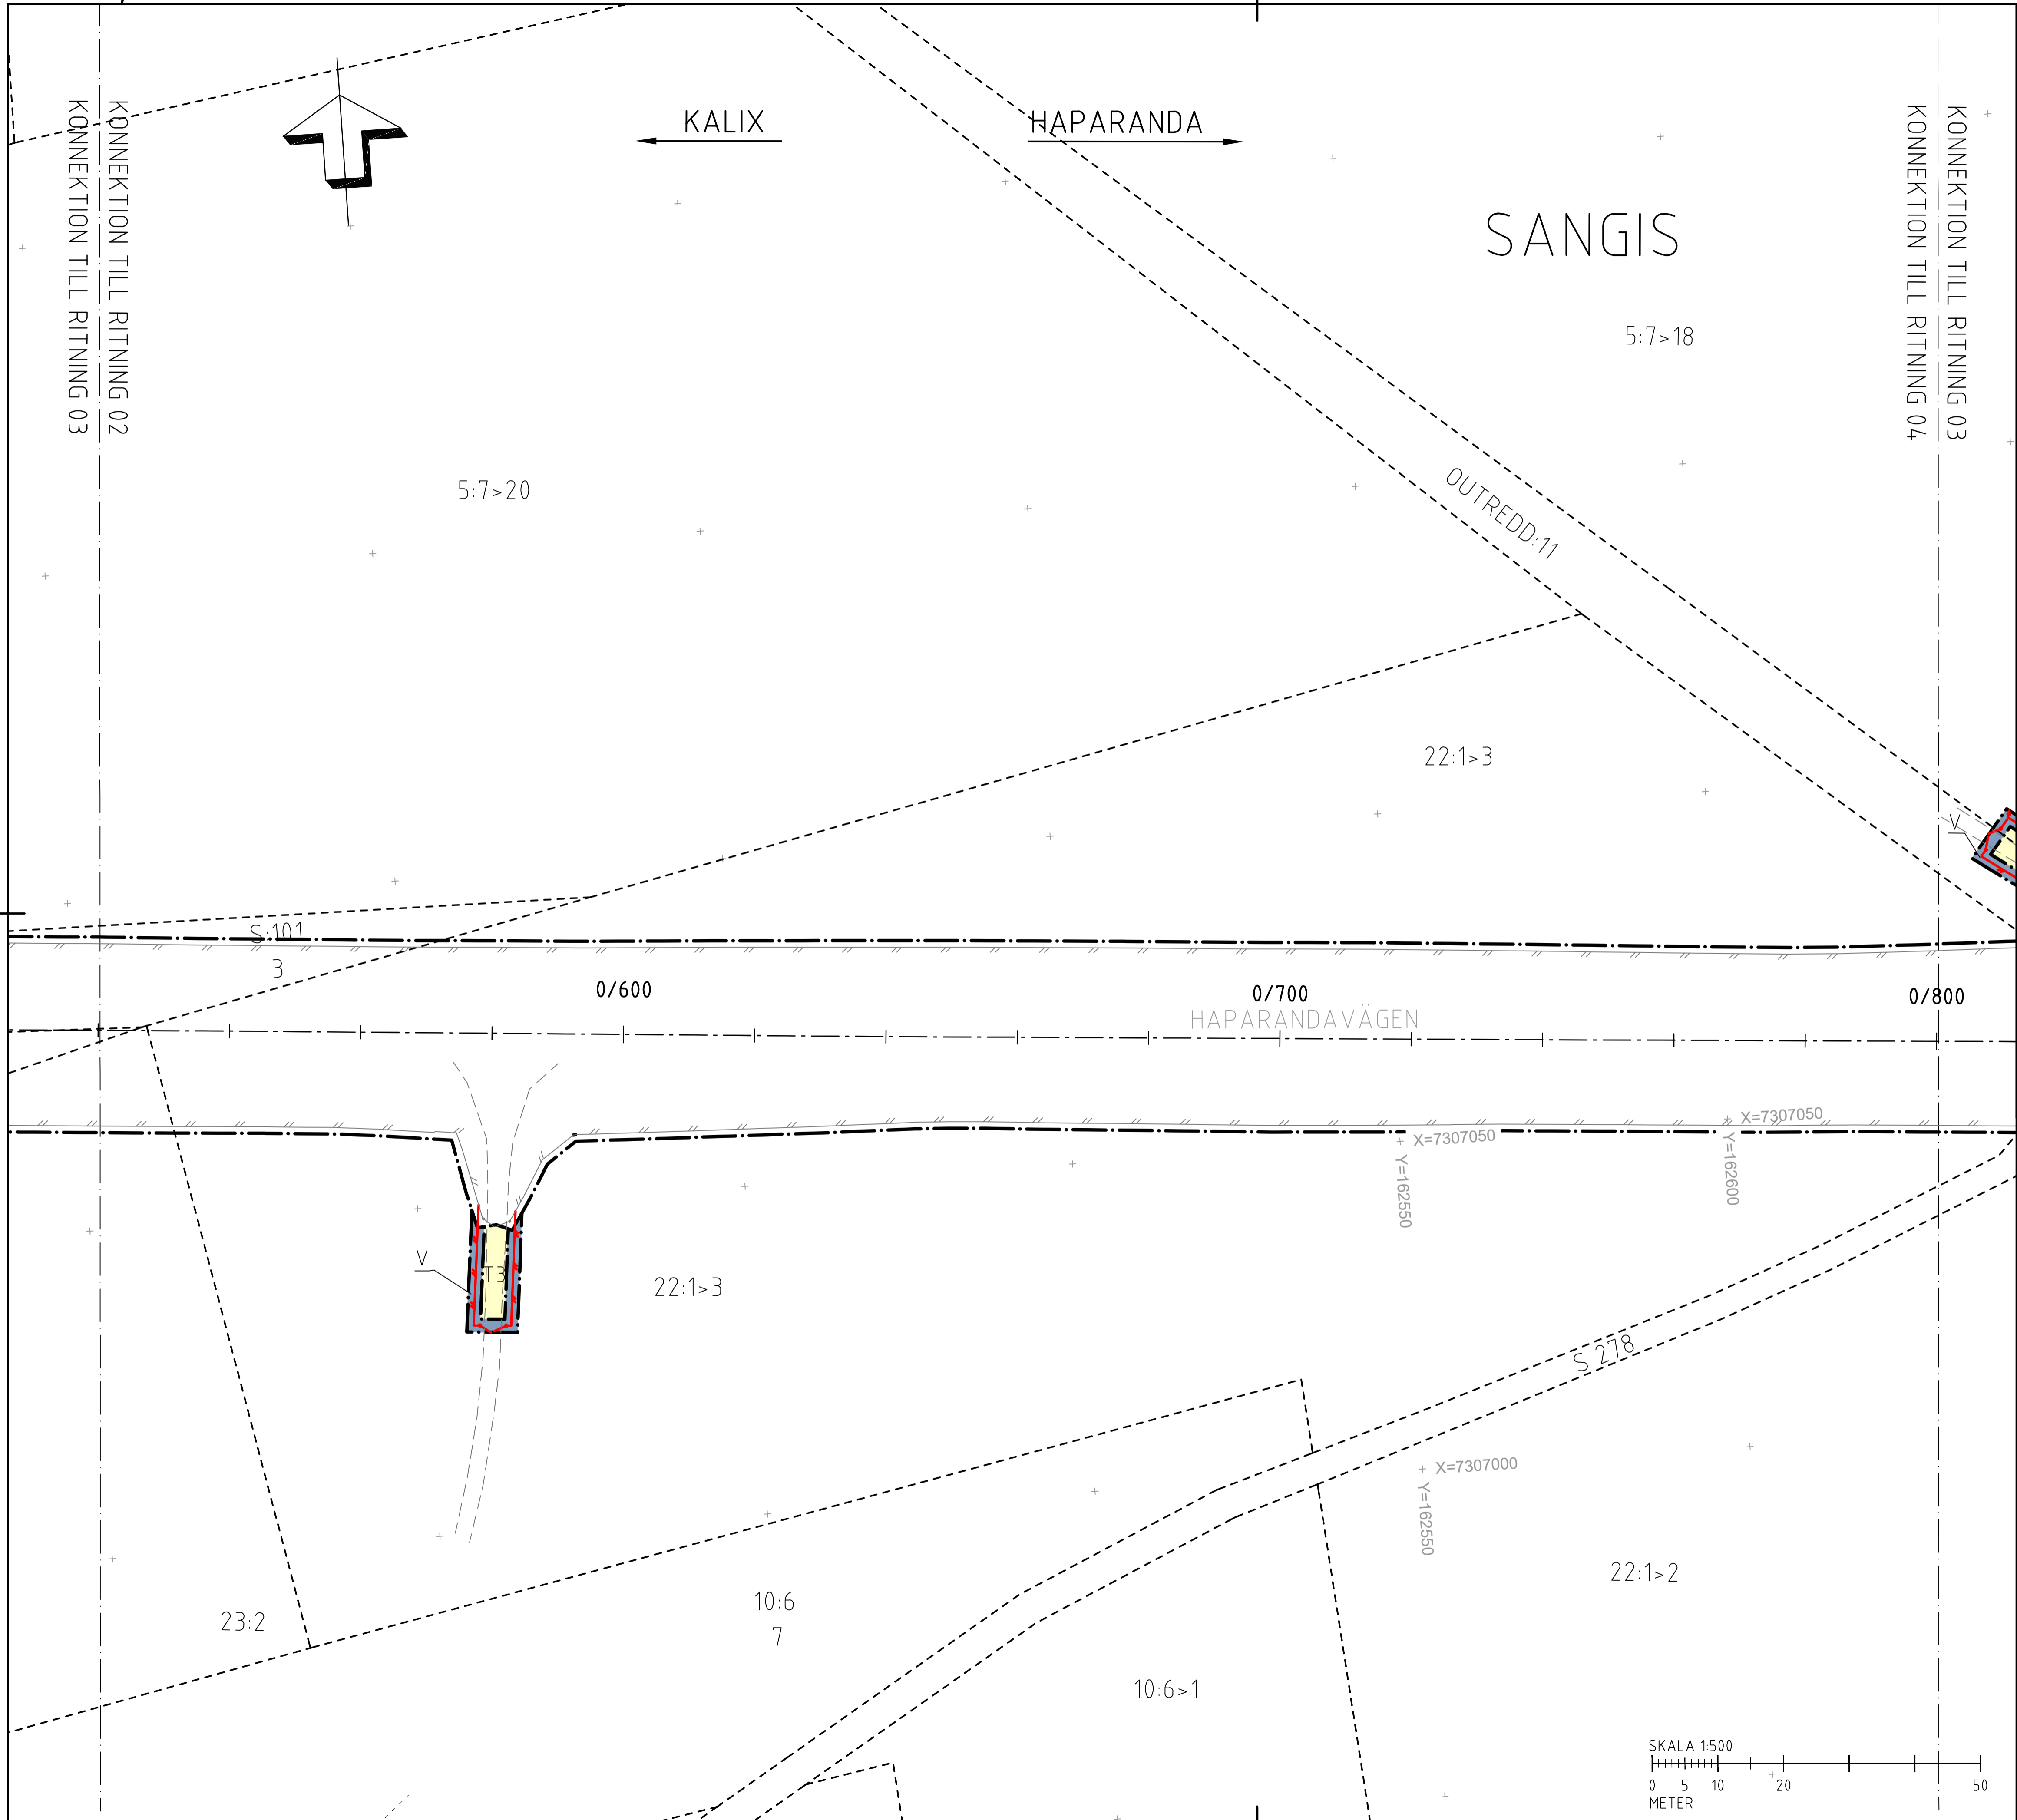 KALIX
HAPARANDA
KONNEKTION TILL RITNING 02
KONNEKTION TILL RITNING 03
KONNEKTION TILL RITNING 03
KONNEKTION TILL RITNING 04
SANGIS
5:7>18
5:7>20
OUTREDD:11
22:1>3
V
S:101
3
0/600
0/700
0/800
HAPARANDAVÄGEN
X=7307050
Y=162600
X=7307050
Y=162550
V
T3
22:1>3
S 278
X=7307000
Y=162550
22:1>2
10:6
7
23:2
10:6>1
SKALA 1:500
0 5 10 20 50
METER